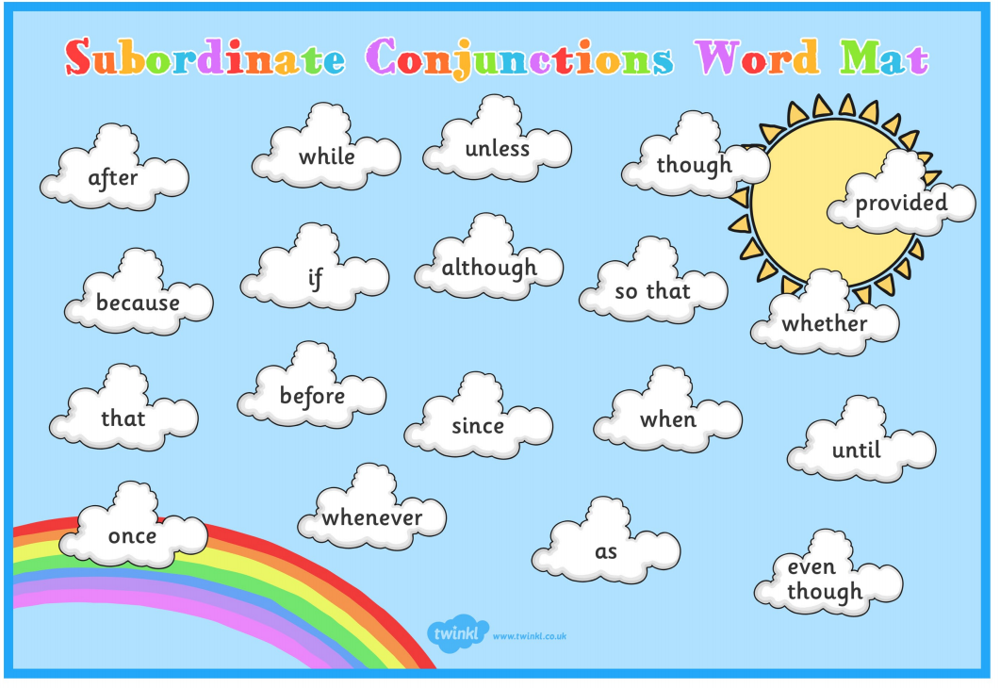 Subordinate Conjunctions Word Mat
after
while
unless
though
provided
because
if
although
so that
whether
that
before
since
when
until
once
whenever
as
even
though
twinkl
www.twinkl.co.uk